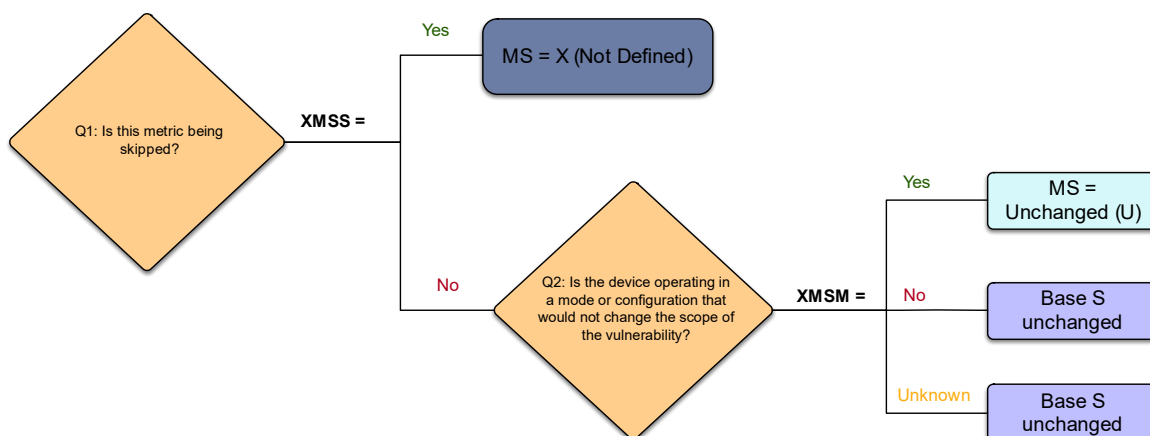 Yes
MS = X (Not Defined)
Q1: Is this metric being
skipped?
XMSS =
Yes
MS =
Unchanged (U)
No
Q2: Is the device operating in
a mode or configuration that
would not change the scope of
the vulnerability?
XMSM =
No
Base S
unchanged
Unknown
Base S
unchanged